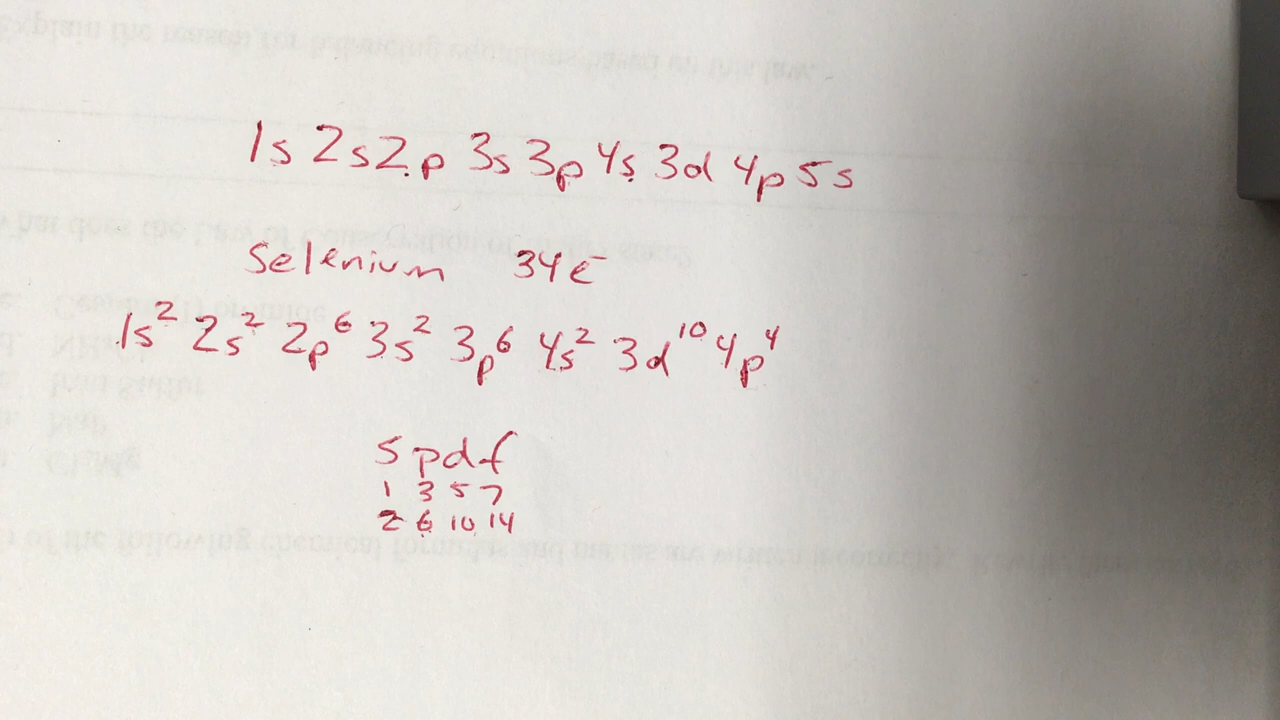 1s 2s 2p 3s 3p 4s 3d 4p 5s
Selenium 34e⁻
1s² 2s² 2p⁶ 3s² 3p⁶ 4s² 3d¹⁰ 4p⁴
s p d f
1 3 5 7
2 6 10 14